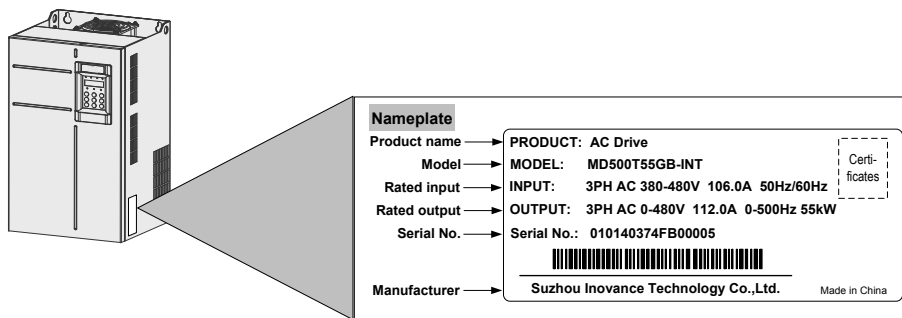 Nameplate
Product name PRODUCT: AC Drive
Model MODEL: MD500T55GB-INT
Rated input INPUT: 3PH AC 380-480V 106.0A 50Hz/60Hz
Rated output OUTPUT: 3PH AC 0-480V 112.0A 0-500Hz 55kW
Serial No. Serial No.: 010140374FB00005
Certi-
ficates
Manufacturer Suzhou Inovance Technology Co.,Ltd. Made in China